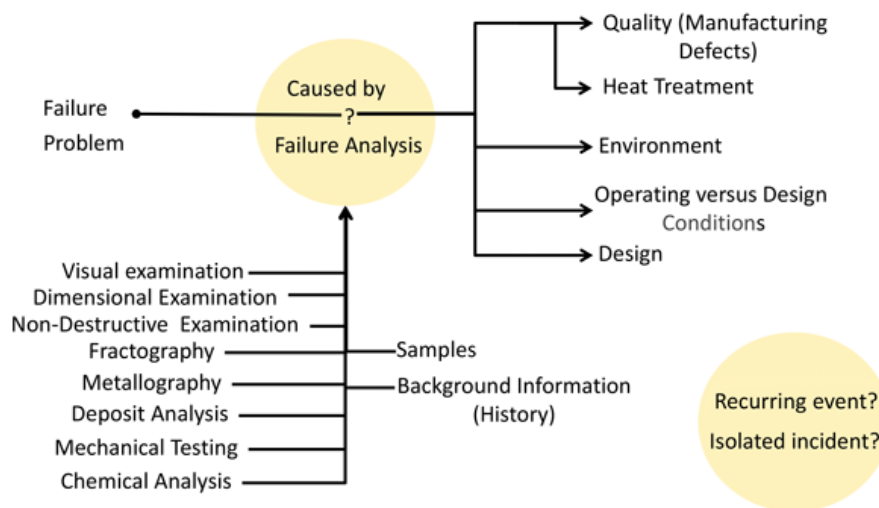 Quality (Manufacturing
Defects)
Heat Treatment
Caused by
?
Failure Analysis
Failure
Problem
Environment
Operating versus Design
Conditions
Design
Visual examination
Dimensional Examination
Non-Destructive Examination
Fractography
Metallography
Deposit Analysis
Mechanical Testing
Chemical Analysis
Samples
Background Information
(History)
Recurring event?
Isolated incident?